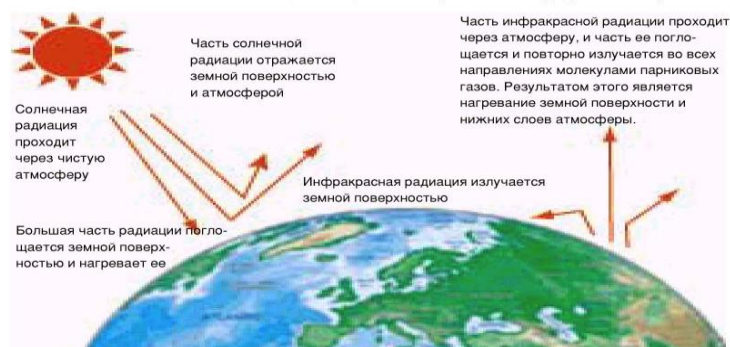 Часть инфракрасной радиации проходит
через атмосферу, и часть ее погло-
щается и повторно излучается во всех
направлениях молекулами парниковых
газов. Результатом этого является
нагревание земной поверхности и
нижних слоев атмосферы.
Часть солнечной
радиации отражается
земной поверхностью
и атмосферой
Солнечная
радиация
проходит
через чистую
атмосферу
Инфракрасная радиация излучается
земной поверхностью
Большая часть радиации погло-
щается земной поверх-
ностью и нагревает ее